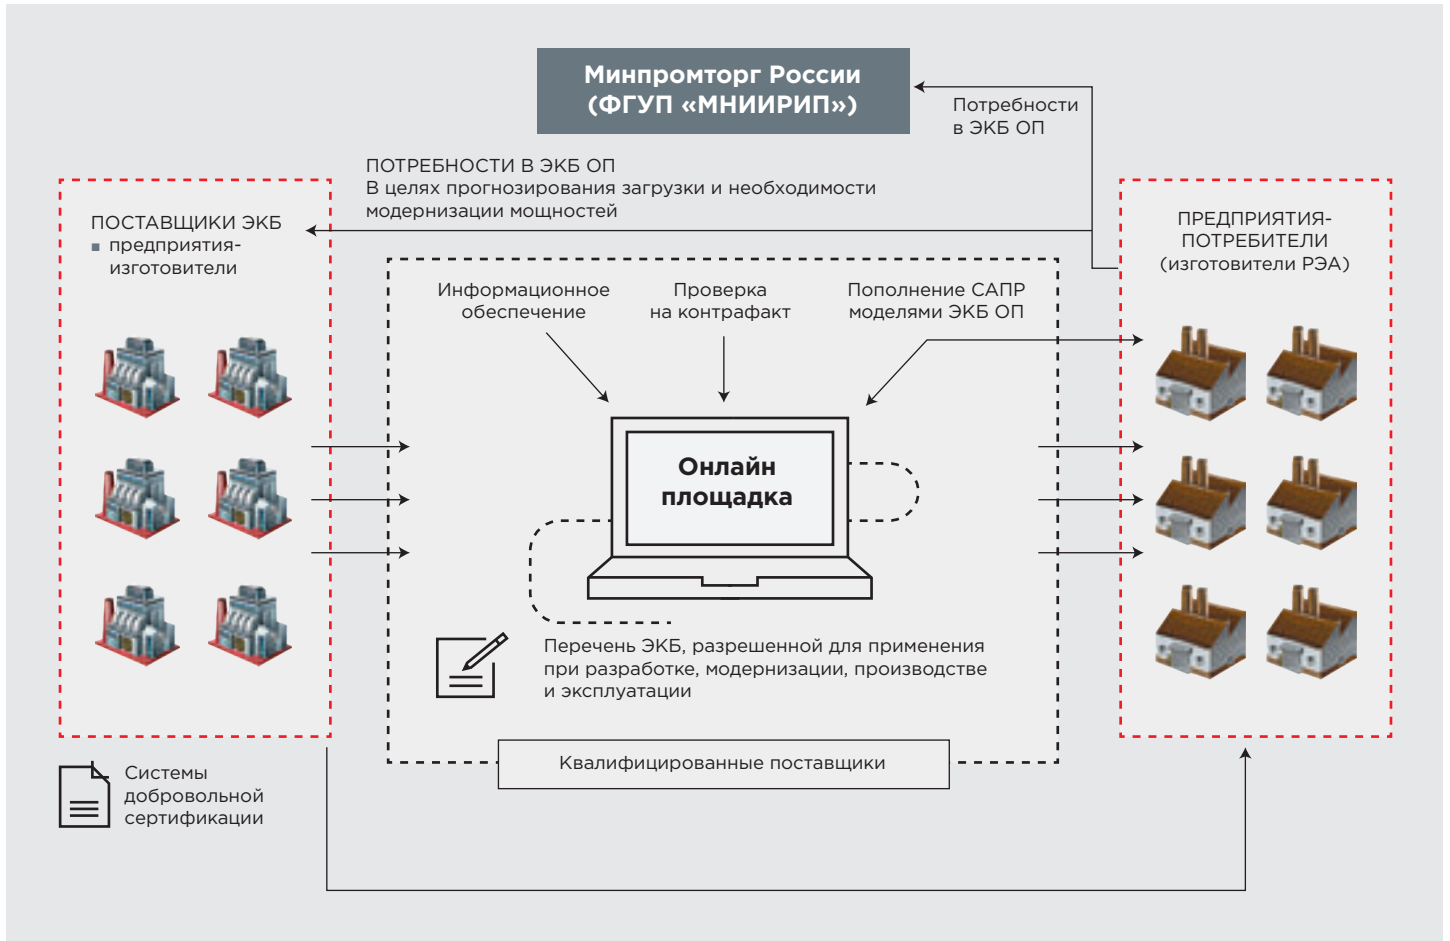 Минпромторг России
(ФГУП «МНИИРИП»)
Потребности
в ЭКБ ОП
ПОТРЕБНОСТИ В ЭКБ ОП
В целях прогнозирования загрузки и необходимости
модернизации мощностей
ПОСТАВЩИКИ ЭКБ
■ предприятия-
изготовители
ПРЕДПРИЯТИЯ-
ПОТРЕБИТЕЛИ
(изготовители РЭА)
Информационное
обеспечение
Проверка
на контрафакт
Пополнение САПР
моделями ЭКБ ОП
Онлайн
площадка
Перечень ЭКБ, разрешенной для применения
при разработке, модернизации, производстве
и эксплуатации
Квалифицированные поставщики
Системы
добровольной
сертификации